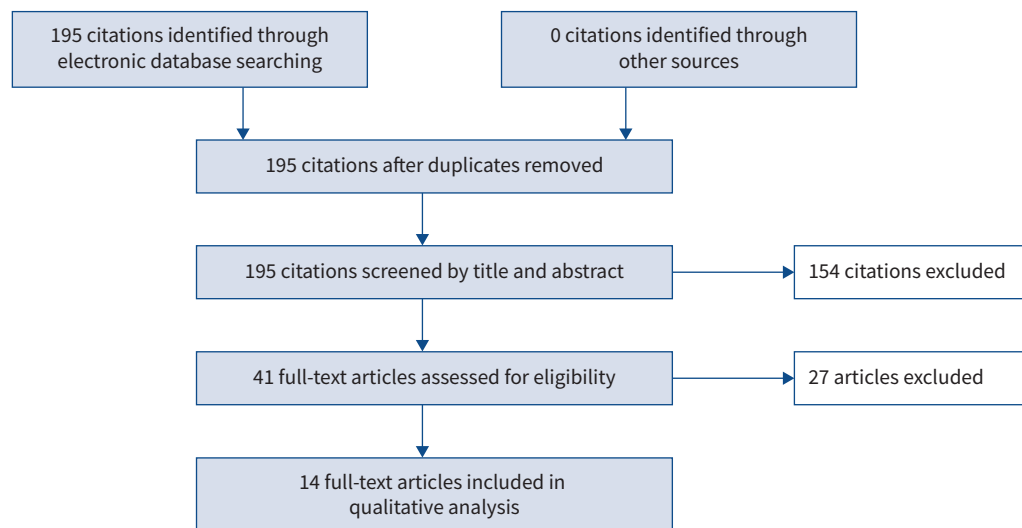 195 citations identified through
electronic database searching
0 citations identified through
other sources
195 citations after duplicates removed
195 citations screened by title and abstract
154 citations excluded
41 full-text articles assessed for eligibility
27 articles excluded
14 full-text articles included in
qualitative analysis